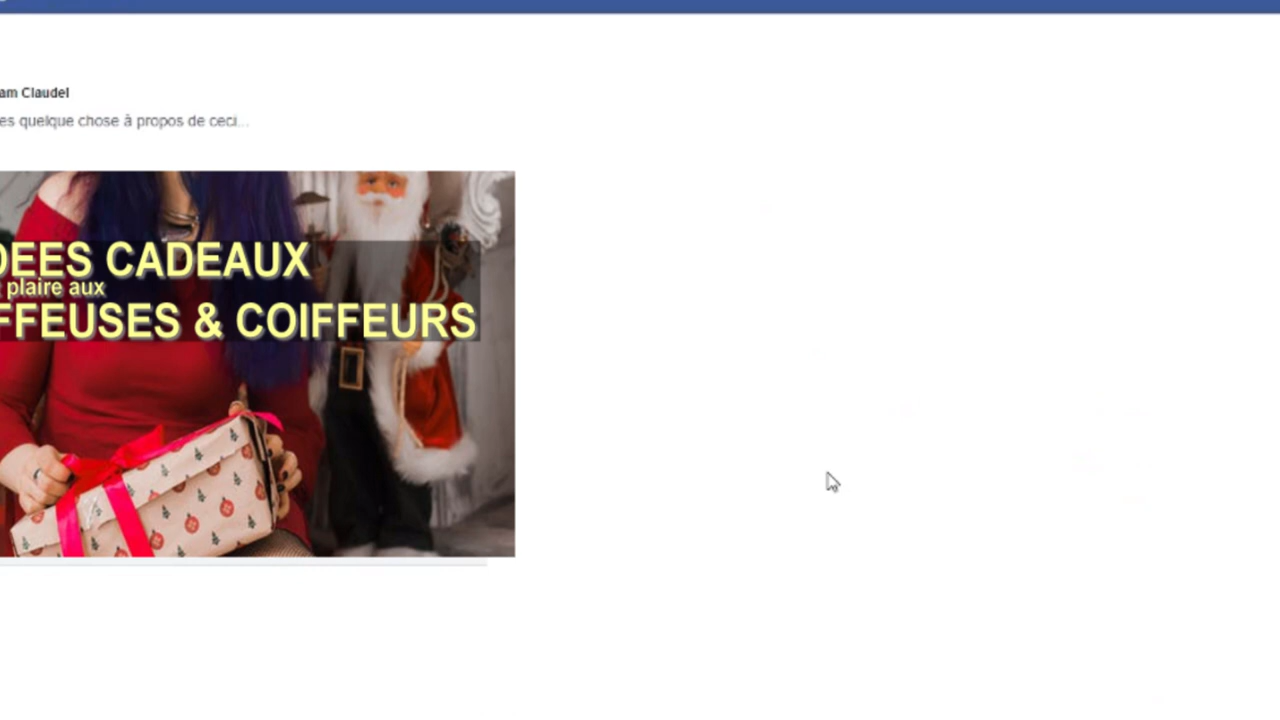 am Claudel
es quelque chose à propos de ceci...
DEES CADEAUX
plaire aux
FFEUSES & COIFFEURS